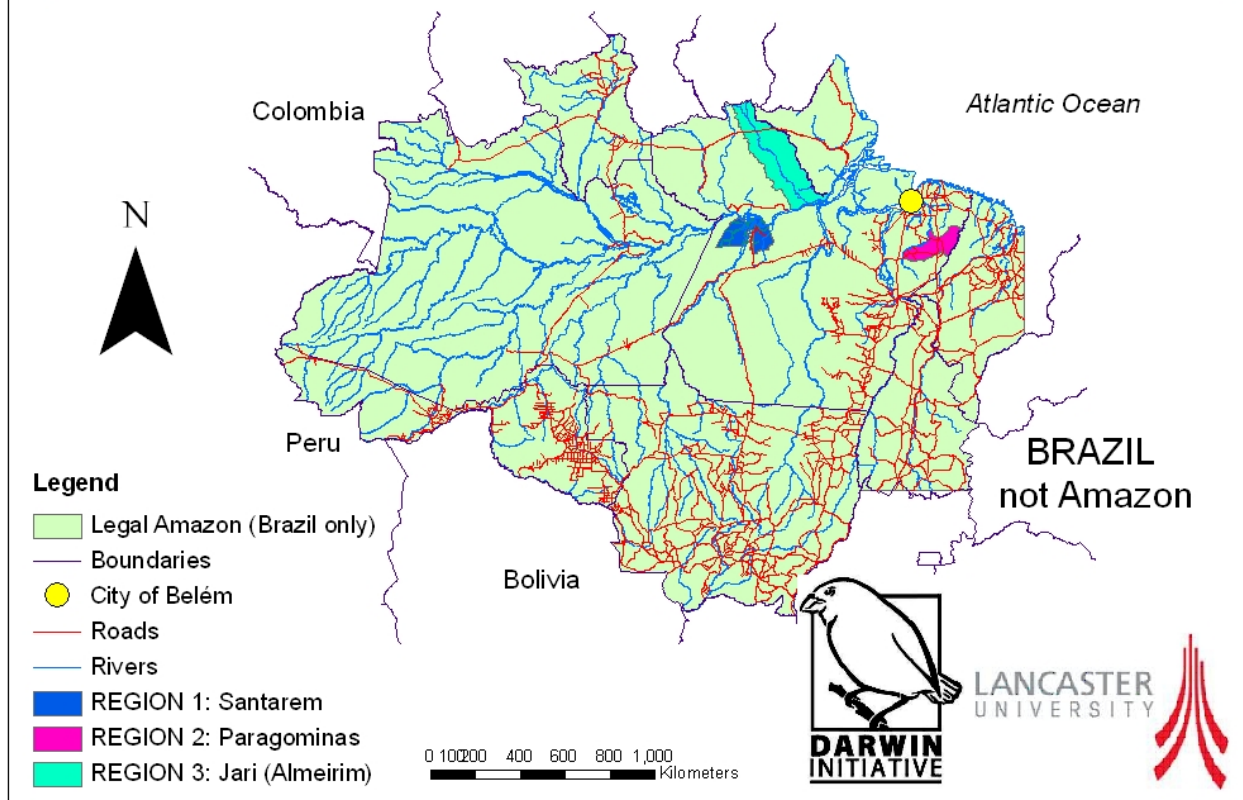 Colombia
Atlantic Ocean
N
Peru
BRAZIL
not Amazon
Bolivia
Legend
Legal Amazon (Brazil only)
Boundaries
City of Belém
Roads
Rivers
REGION 1: Santarem
REGION 2: Paragominas
REGION 3: Jari (Almeirim)
0 100200 400 600 800 1,000
Kilometers
DARWIN
INITIATIVE
LANCASTER
UNIVERSITY